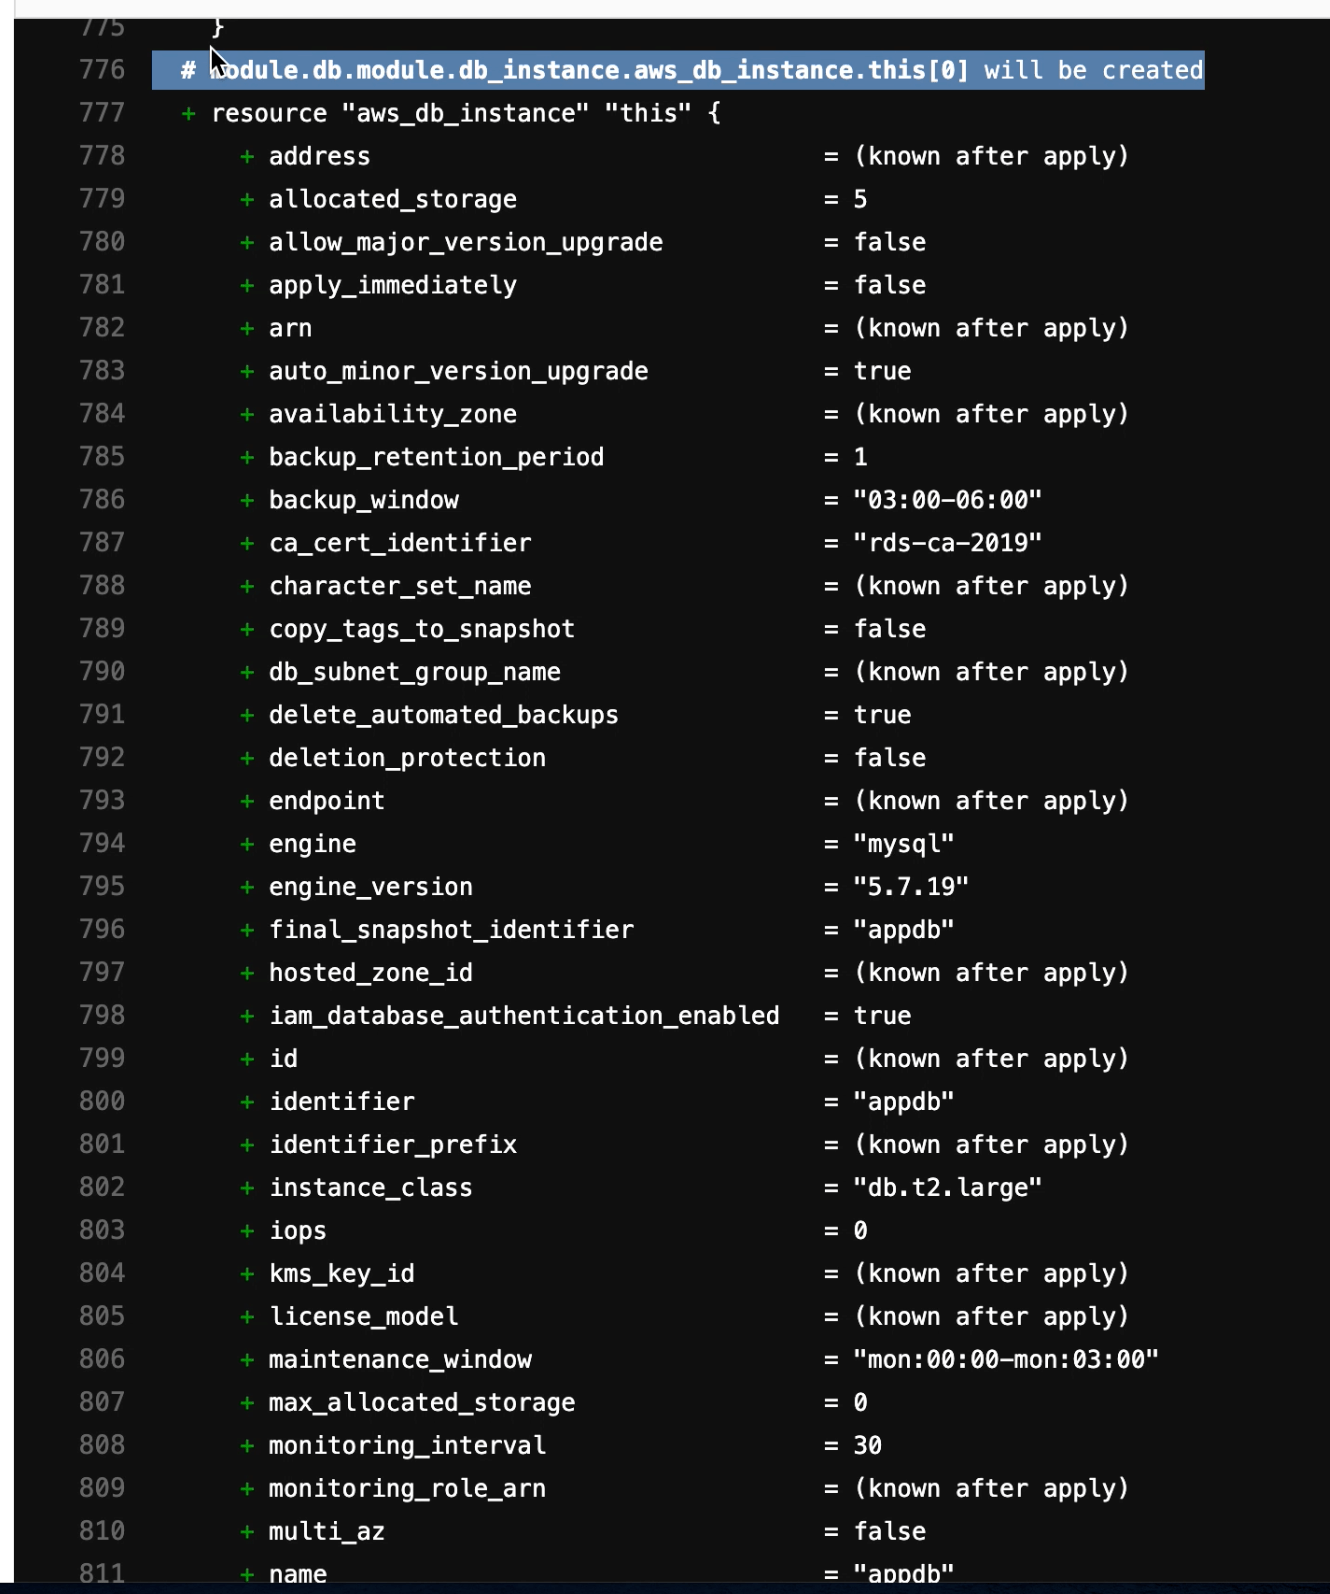 775 }
776 # module.db.module.db_instance.aws_db_instance.this[0] will be created
777 + resource "aws_db_instance" "this" {
778 + address = (known after apply)
779 + allocated_storage = 5
780 + allow_major_version_upgrade = false
781 + apply_immediately = false
782 + arn = (known after apply)
783 + auto_minor_version_upgrade = true
784 + availability_zone = (known after apply)
785 + backup_retention_period = 1
786 + backup_window = "03:00-06:00"
787 + ca_cert_identifier = "rds-ca-2019"
788 + character_set_name = (known after apply)
789 + copy_tags_to_snapshot = false
790 + db_subnet_group_name = (known after apply)
791 + delete_automated_backups = true
792 + deletion_protection = false
793 + endpoint = (known after apply)
794 + engine = "mysql"
795 + engine_version = "5.7.19"
796 + final_snapshot_identifier = "appdb"
797 + hosted_zone_id = (known after apply)
798 + iam_database_authentication_enabled = true
799 + id = (known after apply)
800 + identifier = "appdb"
801 + identifier_prefix = (known after apply)
802 + instance_class = "db.t2.large"
803 + iops = 0
804 + kms_key_id = (known after apply)
805 + license_model = (known after apply)
806 + maintenance_window = "mon:00:00-mon:03:00"
807 + max_allocated_storage = 0
808 + monitoring_interval = 30
809 + monitoring_role_arn = (known after apply)
810 + multi_az = false
811 + name = "appdb"